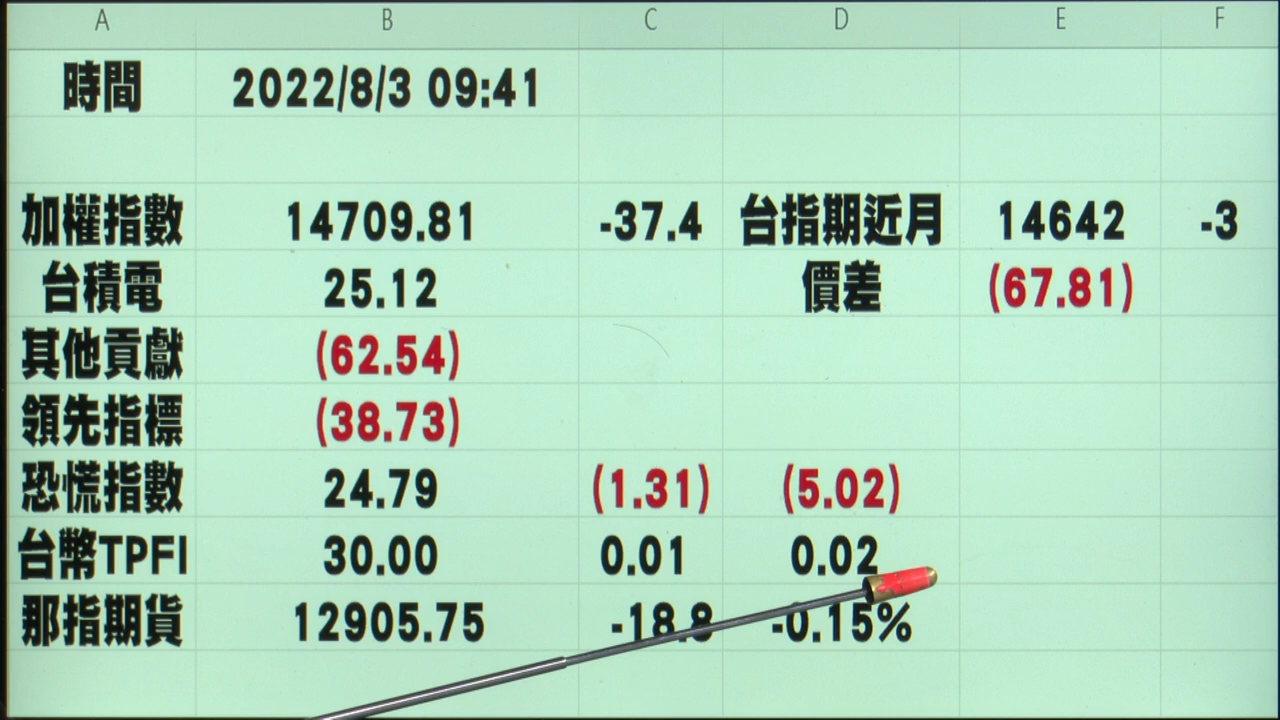 A B C D E F
時間 2022/8/3 09:41
加權指數 14709.81 -37.4 台指期近月 14642 -3
台積電 25.12 價差 (67.81)
其他貢獻 (62.54)
領先指標 (38.73)
恐慌指數 24.79 (1.31) (5.02)
台幣TPFI 30.00 0.01 0.02
那指期貨 12905.75 -18.8 -0.15%